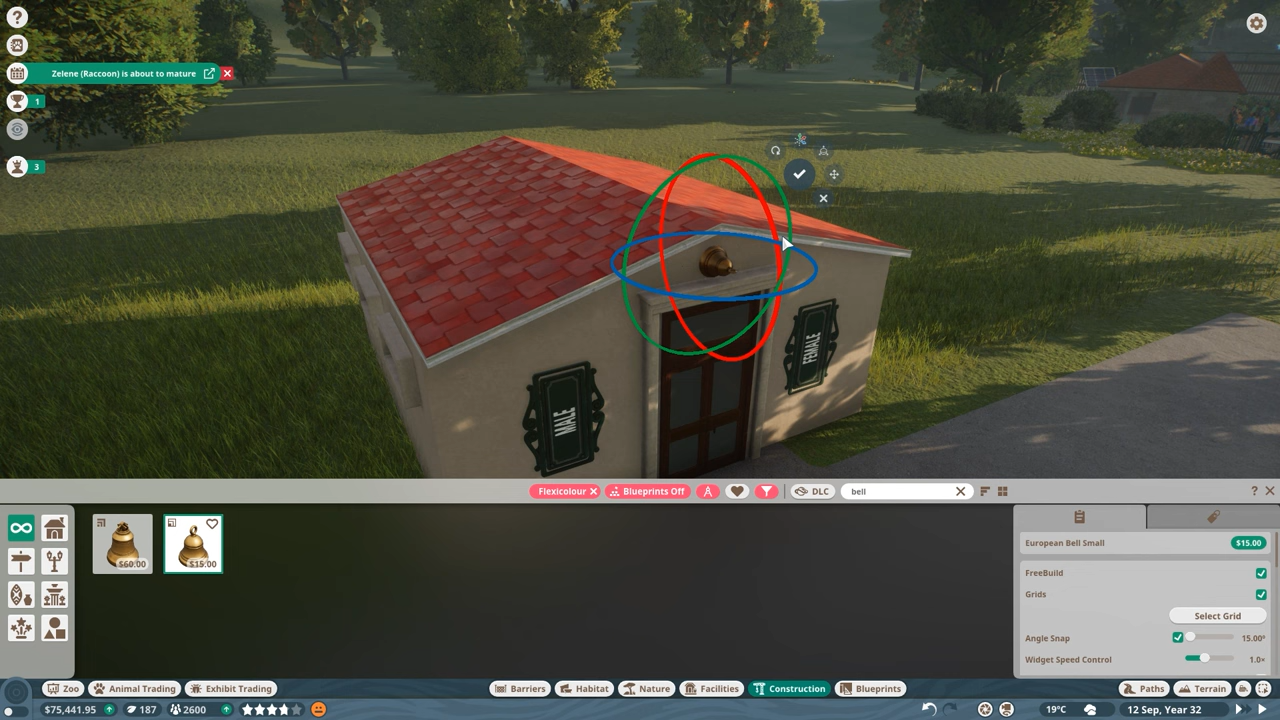 ?
Zelene (Raccoon) is about to mature
1
3
MALE
FEMALE
Flexicolour
Blueprints Off
DLC
bell
?
$60.00
$15.00
European Bell Small
$15.00
FreeBuild
Grids
Select Grid
Angle Snap
15.00°
Widget Speed Control
1.0×
Zoo
Animal Trading
Exhibit Trading
Barriers
Habitat
Nature
Facilities
Construction
Blueprints
Paths
Terrain
$75,441.95
187
2600
19°C
12 Sep, Year 32